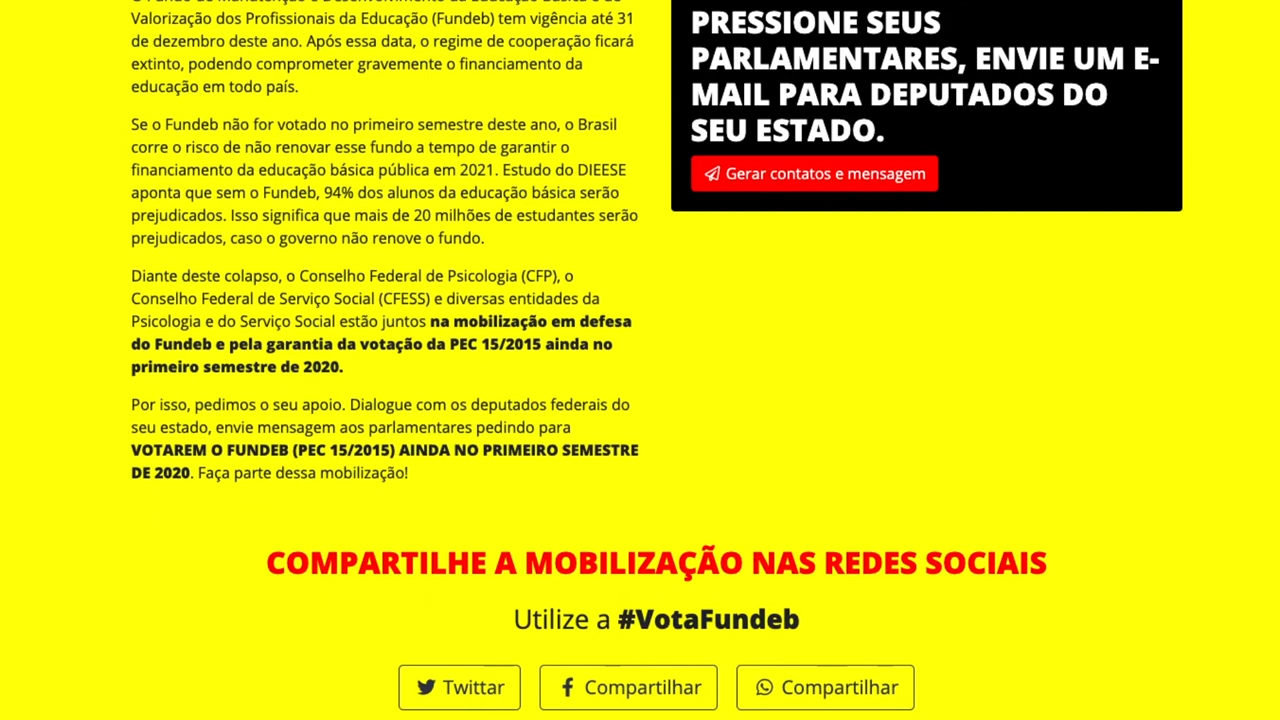 Valorização dos Profissionais da Educação (Fundeb) tem vigência até 31
de dezembro deste ano. Após essa data, o regime de cooperação ficará
extinto, podendo comprometer gravemente o financiamento da
educação em todo país.
Se o Fundeb não for votado no primeiro semestre deste ano, o Brasil
corre o risco de não renovar esse fundo a tempo de garantir o
financiamento da educação básica pública em 2021. Estudo do DIEESE
aponta que sem o Fundeb, 94% dos alunos da educação básica serão
prejudicados. Isso significa que mais de 20 milhões de estudantes serão
prejudicados, caso o governo não renove o fundo.
Diante deste colapso, o Conselho Federal de Psicologia (CFP), o
Conselho Federal de Serviço Social (CFESS) e diversas entidades da
Psicologia e do Serviço Social estão juntos na mobilização em defesa
do Fundeb e pela garantia da votação da PEC 15/2015 ainda no
primeiro semestre de 2020.
Por isso, pedimos o seu apoio. Dialogue com os deputados federais do
seu estado, envie mensagem aos parlamentares pedindo para
VOTAREM O FUNDEB (PEC 15/2015) AINDA NO PRIMEIRO SEMESTRE
DE 2020. Faça parte dessa mobilização!
PRESSIONE SEUS
PARLAMENTARES, ENVIE UM E-
MAIL PARA DEPUTADOS DO
SEU ESTADO.
Gerar contatos e mensagem
COMPARTILHE A MOBILIZAÇÃO NAS REDES SOCIAIS
Utilize a #VotaFundeb
Twittar
Compartilhar
Compartilhar